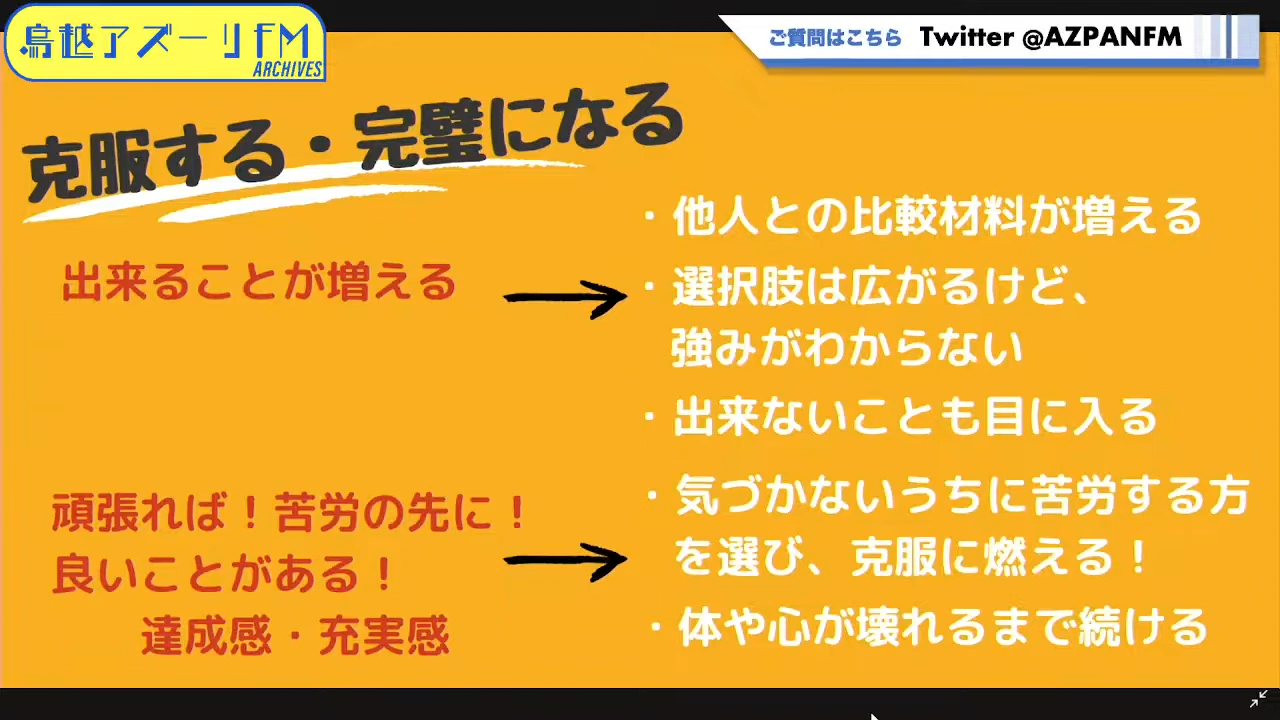 鳥越アズーリFM
ARCHIVES
ご質問はこちら Twitter @AZPANFM
克服する・完璧になる
出来ることが増える
・他人との比較材料が増える
・選択肢は広がるけど、
強みがわからない
・出来ないことも目に入る
頑張れば！苦労の先に！
良いことがある！
達成感・充実感
・気づかないうちに苦労する方
を選び、克服に燃える！
・体や心が壊れるまで続ける